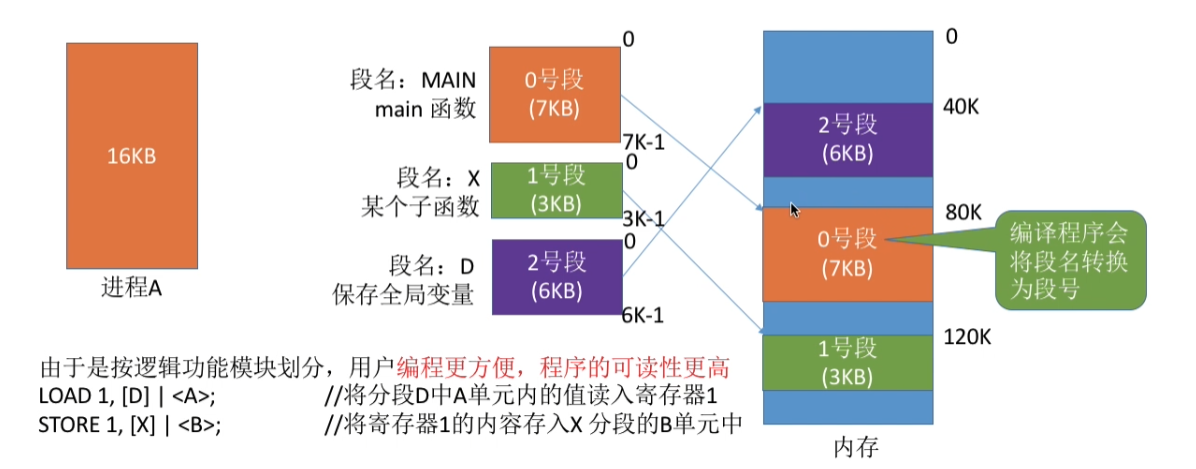 16KB
进程A
段名：MAIN
main 函数
0号段
(7KB)
0
7K-1
段名：X
某个子函数
1号段
(3KB)
0
3K-1
段名：D
保存全局变量
2号段
(6KB)
0
6K-1
0
40K
2号段
(6KB)
80K
0号段
(7KB)
编译程序会
将段名转换
为段号
120K
1号段
(3KB)
内存
由于是按逻辑功能模块划分，用户编程更方便，程序的可读性更高
LOAD 1, [D] | <A>; //将分段D中A单元内的值读入寄存器1
STORE 1, [X] | <B>; //将寄存器1的内容存入X 分段的B单元中